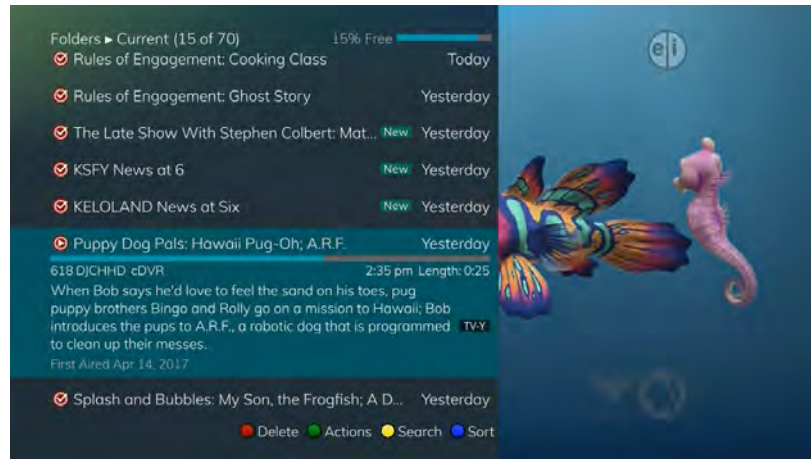 Folders ▸ Current (15 of 70) 15% Free
Rules of Engagement: Cooking Class Today
Rules of Engagement: Ghost Story Yesterday
The Late Show With Stephen Colbert: Mat... New Yesterday
KSFY News at 6 New Yesterday
KELOLAND News at Six New Yesterday
Puppy Dog Pals: Hawaii Pug-Oh; A.R.F. Yesterday
618 DJCHHD cDVR 2:35 pm Length: 0:25
When Bob says he'd love to feel the sand on his toes, pug
puppy brothers Bingo and Rolly go on a mission to Hawaii; Bob
introduces the pups to A.R.F., a robotic dog that is programmed TV-Y
to clean up their messes.
First Aired Apr 14, 2017
Splash and Bubbles: My Son, the Frogfish; A D... Yesterday
Delete Actions Search Sort
e i